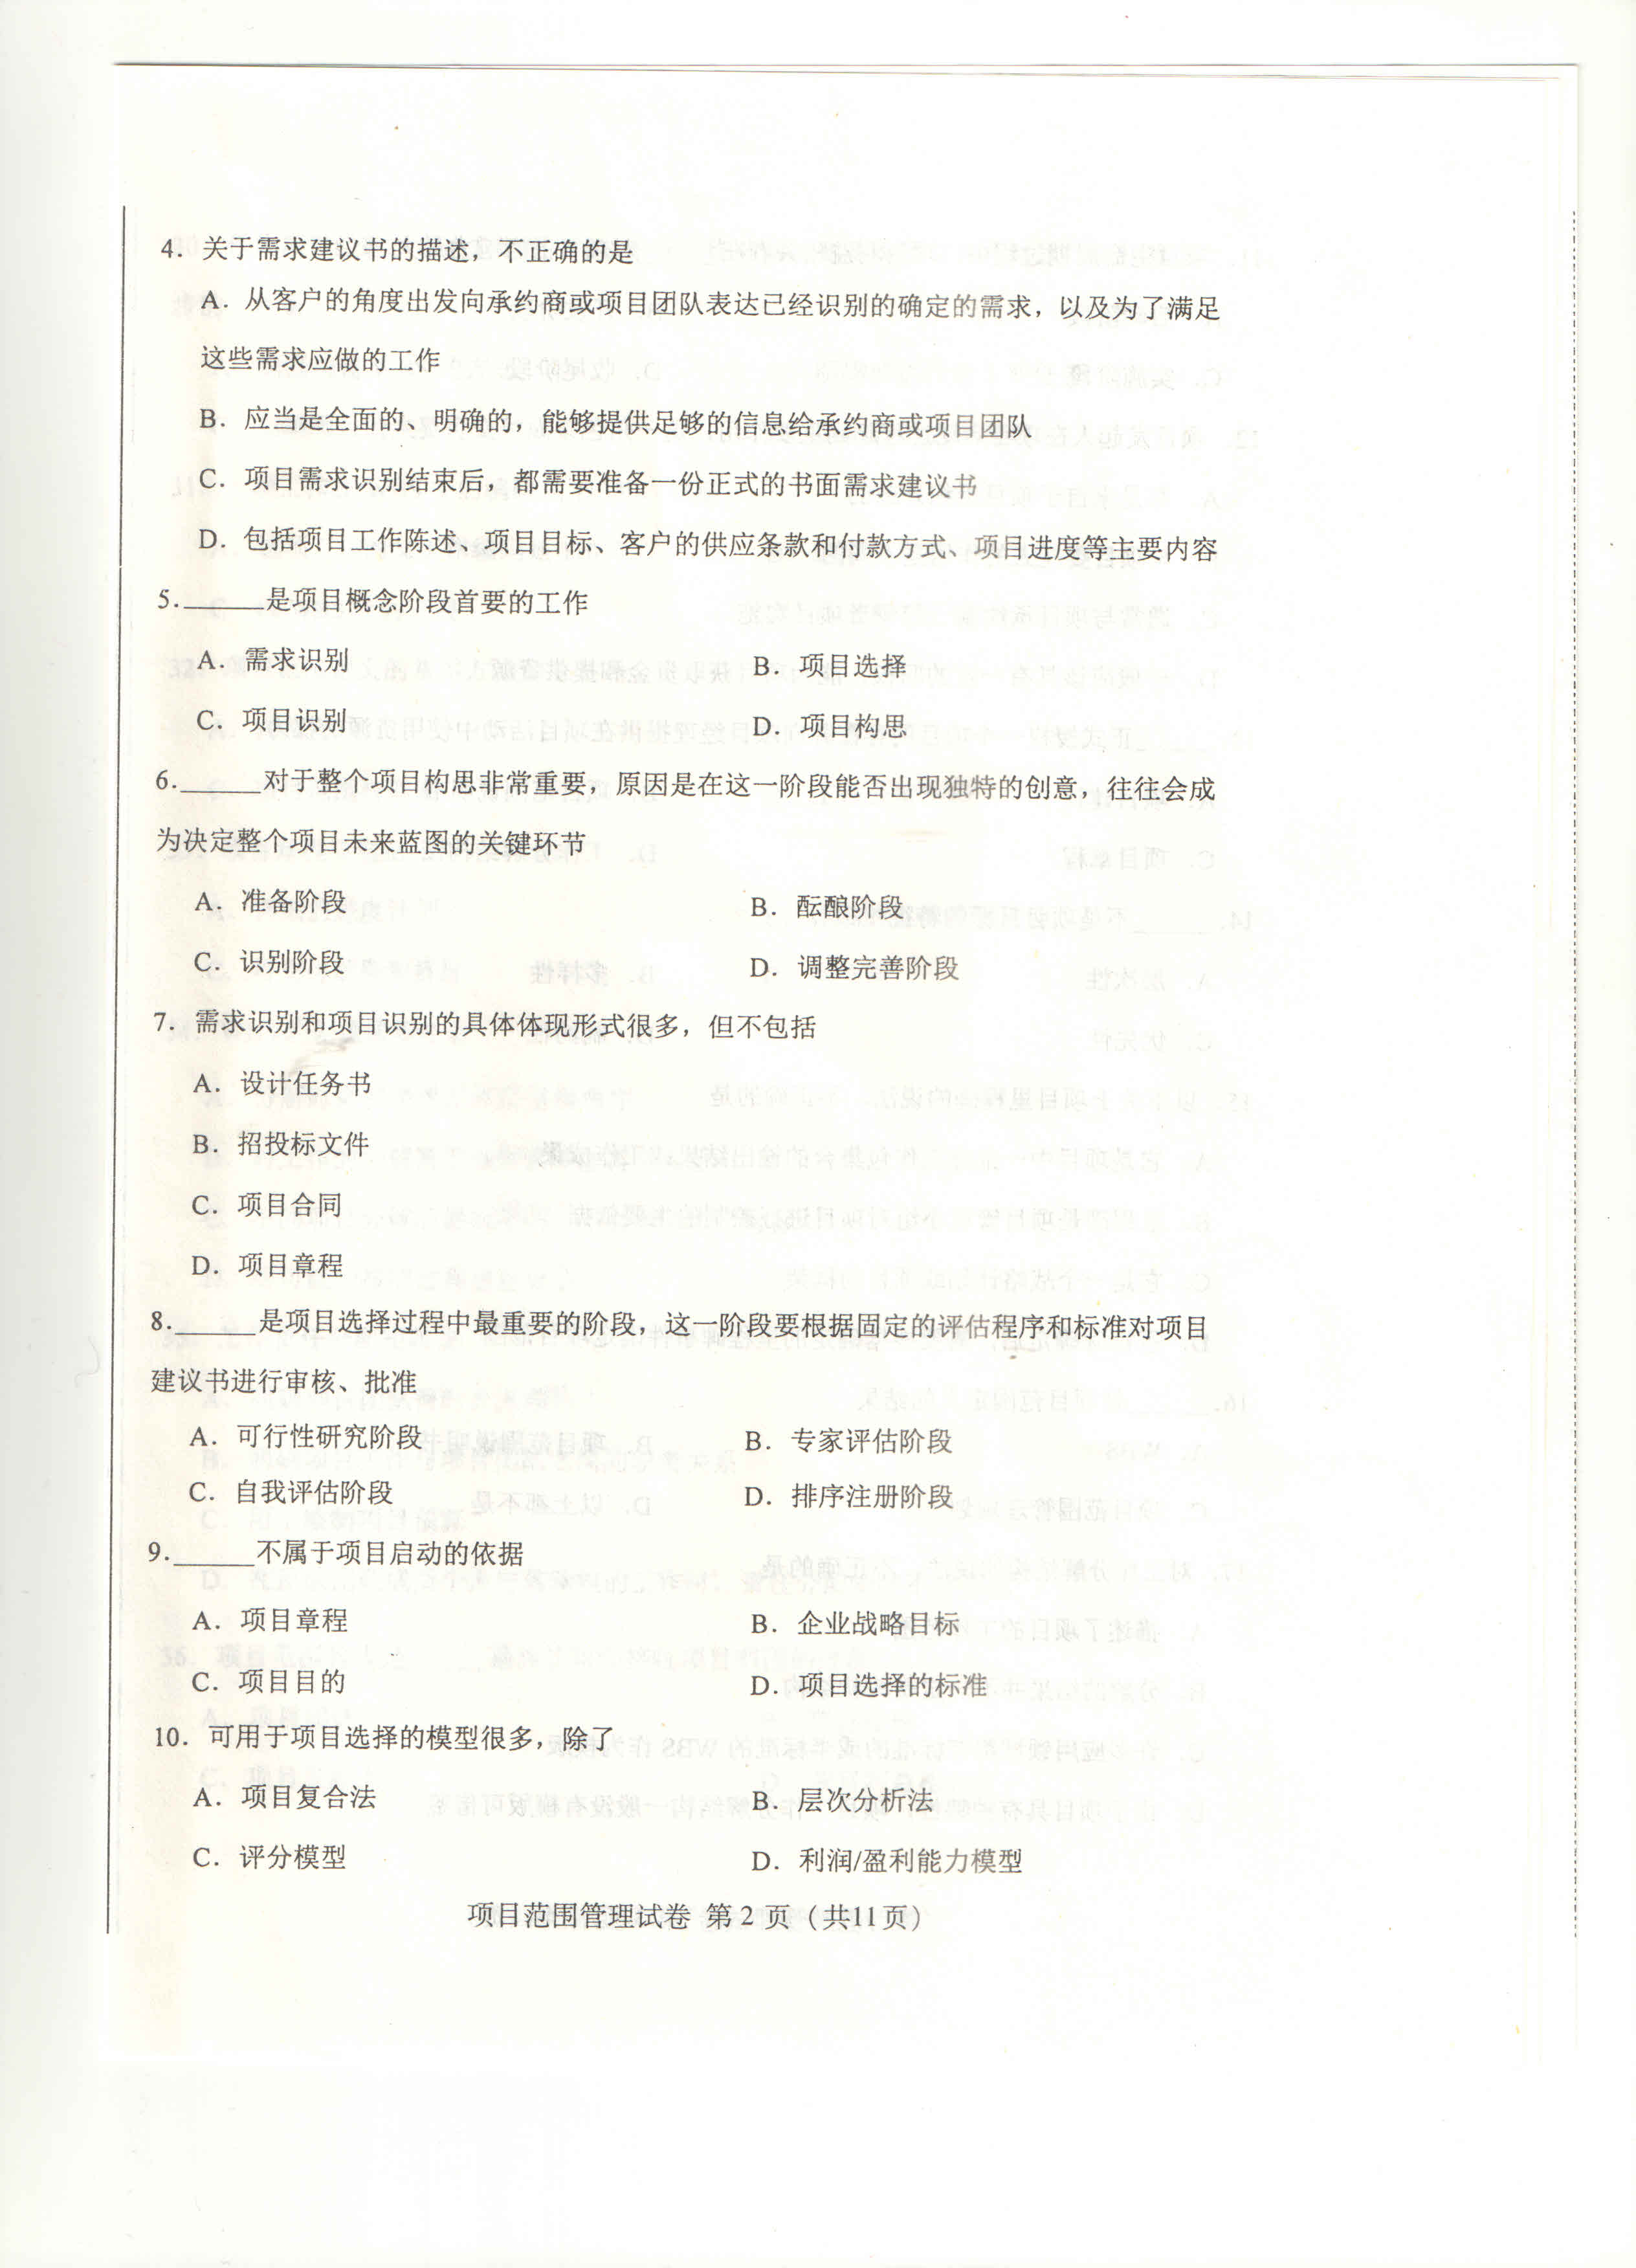 4．关于需求建议书的描述，不正确的是
A．从客户的角度出发向承约商或项目团队表达已经识别的确定的需求，以及为了满足
这些需求应做的工作
B．应当是全面的、明确的，能够提供足够的信息给承约商或项目团队
C．项目需求识别结束后，都需要准备一份正式的书面需求建议书
D．包括项目工作陈述、项目目标、客户的供应条款和付款方式、项目进度等主要内容
5.______是项目概念阶段首要的工作
A．需求识别 B．项目选择
C．项目识别 D．项目构思
6.______对于整个项目构思非常重要，原因是在这一阶段能否出现独特的创意，往往会成
为决定整个项目未来蓝图的关键环节
A．准备阶段 B．酝酿阶段
C．识别阶段 D．调整完善阶段
7．需求识别和项目识别的具体体现形式很多，但不包括
A．设计任务书
B．招投标文件
C．项目合同
D．项目章程
8.______是项目选择过程中最重要的阶段，这一阶段要根据固定的评估程序和标准对项目
建议书进行审核、批准
A．可行性研究阶段 B．专家评估阶段
C．自我评估阶段 D．排序注册阶段
9.______不属于项目启动的依据
A．项目章程 B．企业战略目标
C．项目目的 D．项目选择的标准
10．可用于项目选择的模型很多，除了
A．项目复合法 B．层次分析法
C．评分模型 D．利润/盈利能力模型
项目范围管理试卷 第 2 页（共11页）